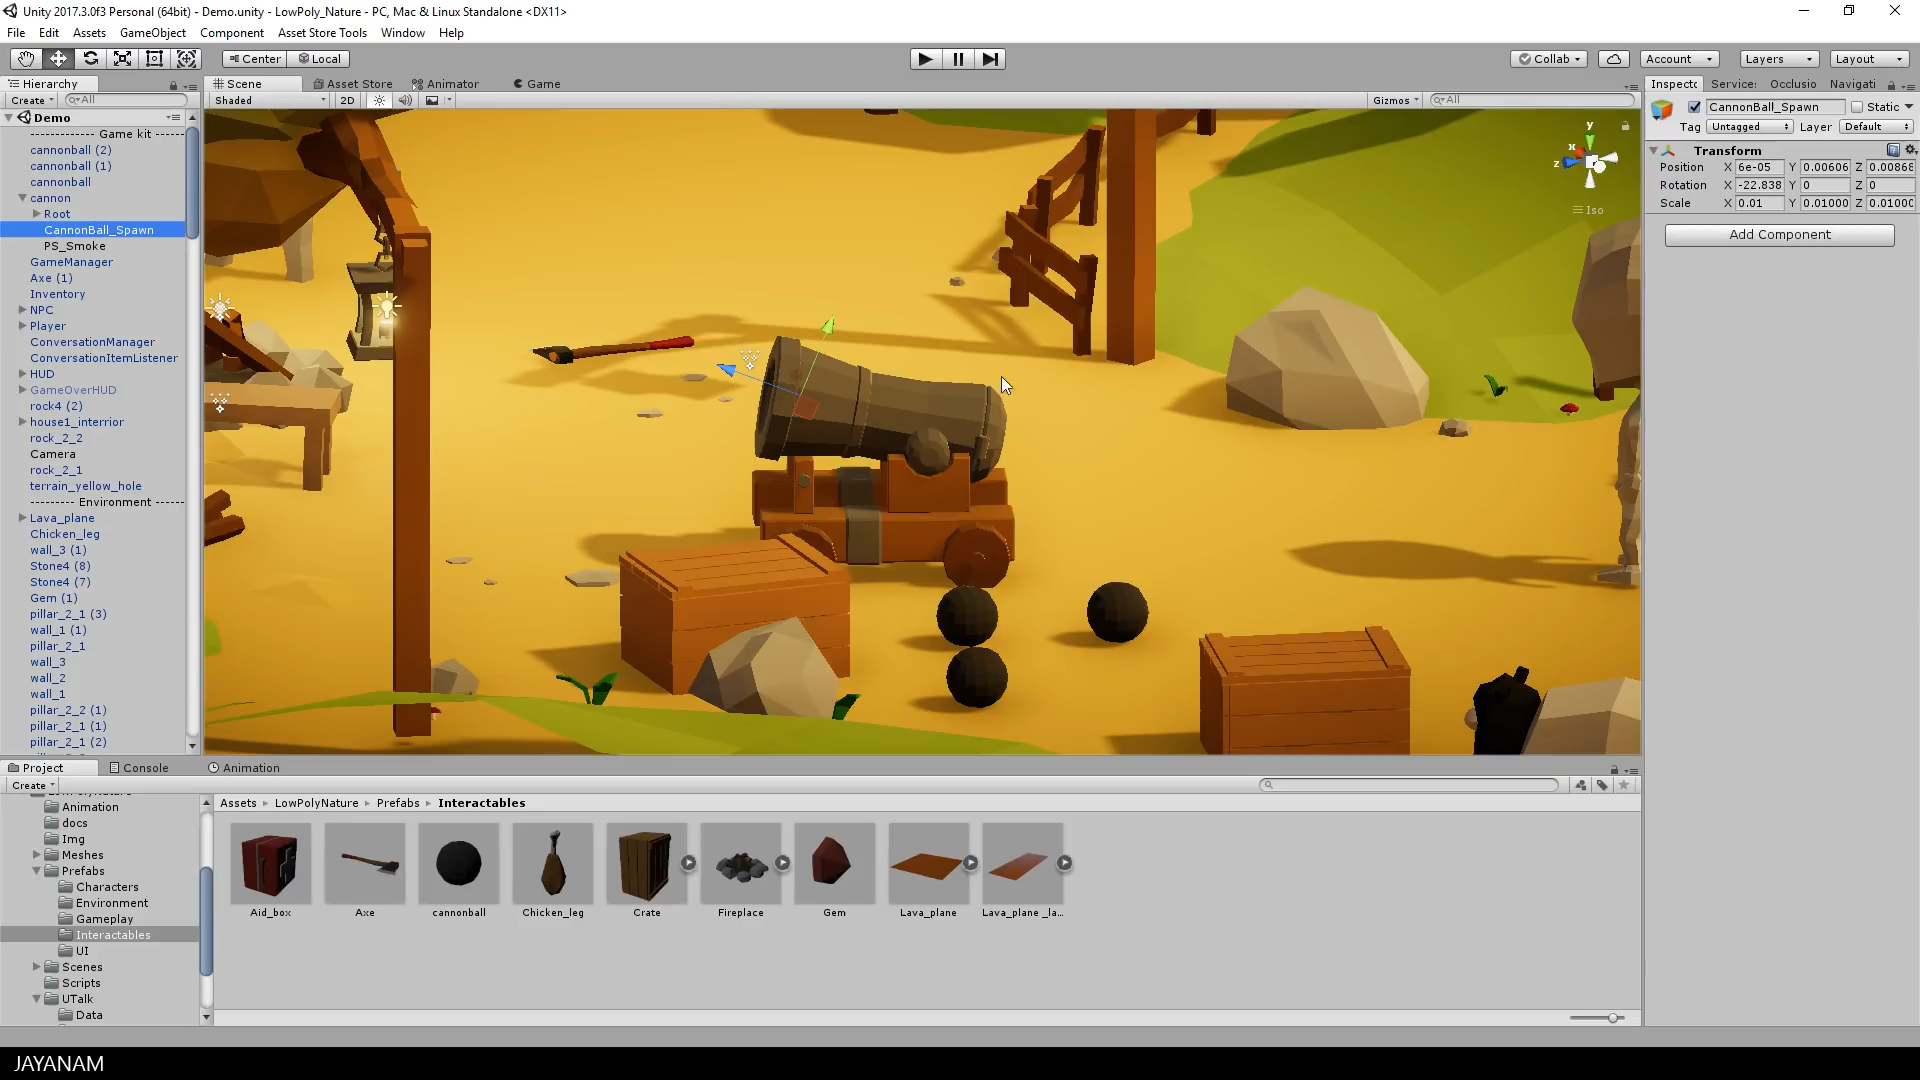 Unity 2017.3.0f3 Personal (64bit) - Demo.unity - LowPoly_Nature - PC, Mac & Linux Standalone <DX11>
File Edit Assets GameObject Component Asset Store Tools Window Help
Center Local Collab Account Layers Layout
Hierarchy Scene Asset Store Animator Game Inspecto Service: Occlusio Navigati
Create All Shaded 2D Gizmos All
CannonBall_Spawn Static
Tag Untagged Layer Default
Transform
Position X 6e-05 Y 0.00606 Z 0.00868
Rotation X -22.838 Y 0 Z 0
Scale X 0.01 Y 0.01000 Z 0.01000
Add Component
y
x
z
Iso
Demo
------------ Game kit ------
cannonball (2)
cannonball (1)
cannonball
cannon
Root
CannonBall_Spawn
PS_Smoke
GameManager
Axe (1)
Inventory
NPC
Player
ConversationManager
ConversationItemListener
HUD
GameOverHUD
rock4 (2)
house1_interrior
rock_2_2
Camera
rock_2_1
terrain_yellow_hole
--------- Environment ------
Lava_plane
Chicken_leg
wall_3 (1)
Stone4 (8)
Stone4 (7)
Gem (1)
pillar_2_1 (3)
wall_1 (1)
pillar_2_1
wall_3
wall_2
wall_1
pillar_2_2 (1)
pillar_2_1 (1)
pillar_2_1 (2)
Project Console Animation
Create
Assets LowPolyNature Prefabs Interactables
Animation
docs
Img
Meshes
Prefabs
Characters
Environment
Gameplay
Interactables
UI
Scenes
Scripts
UTalk
Data
Aid_box Axe cannonball Chicken_leg Crate Fireplace Gem Lava_plane Lava_plane _la...
JAYANAM